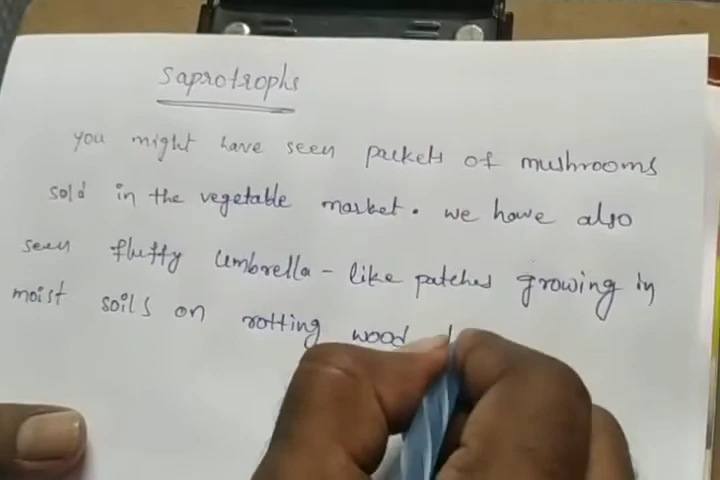 Saprotrophs
you might have seen packets of mushrooms
sold in the vegetable market. we have also
seen fluffy umbrella - like patches growing in
moist soils on rotting wood